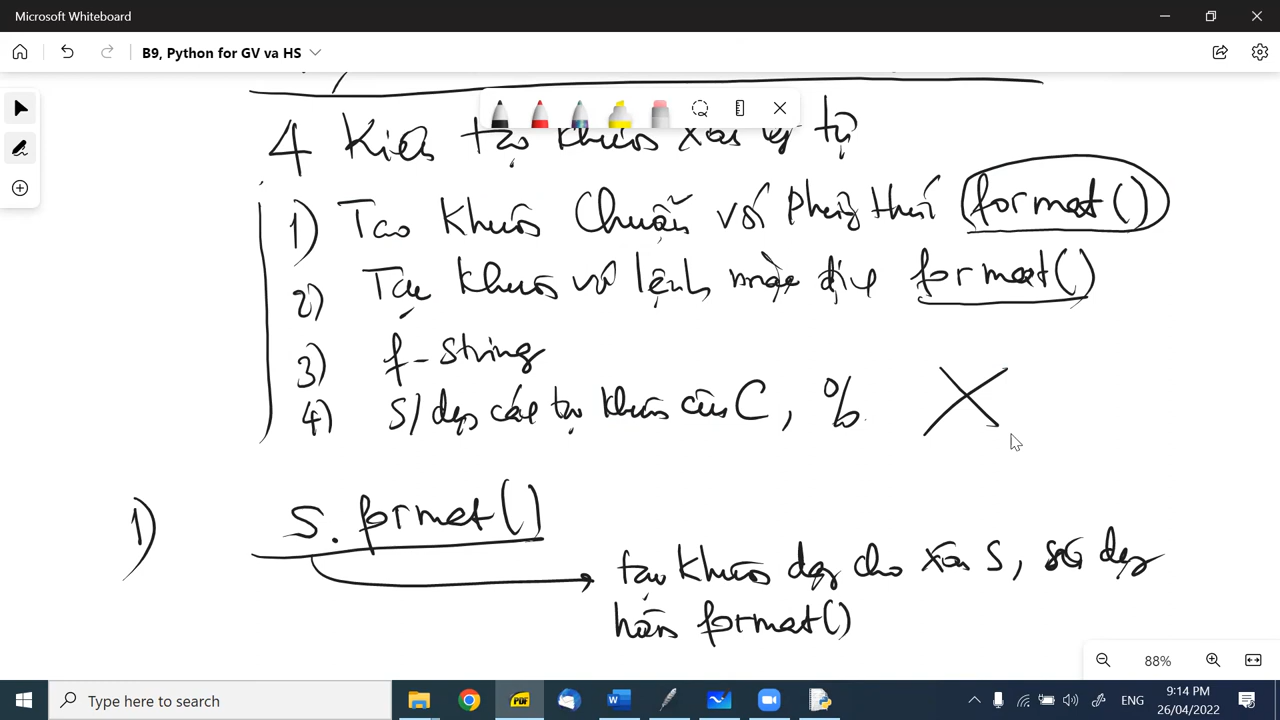 Microsoft Whiteboard
B9, Python for GV va HS
4 Kiểu tạo khuôn xâu ký tự
1) Tạo khuôn Chuẩn với phương thức format()
2) Tạo khuôn với lệnh mặc định format()
3) f-string
4) S/dụng cách tạo khuôn của C, %
1) S.format()
tạo khuôn dạng cho xâu S, sử dụng
hàm format()
88%
Type here to search
PDF
ENG
9:14 PM
26/04/2022